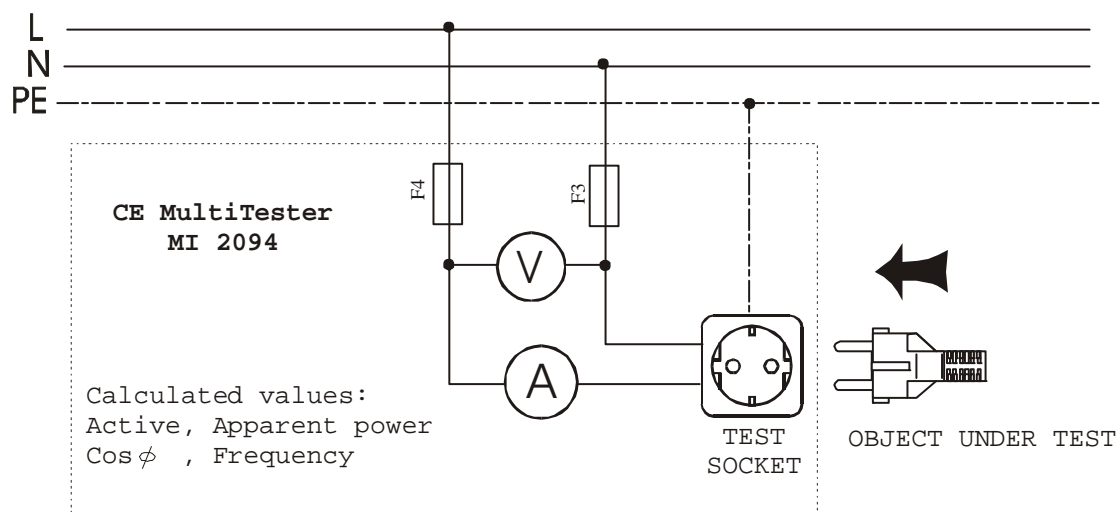 L
N
PE
F4
F3
CE MultiTester
MI 2094
V
A
Calculated values:
Active, Apparent power
Cos ϕ , Frequency
TEST
SOCKET
OBJECT UNDER TEST